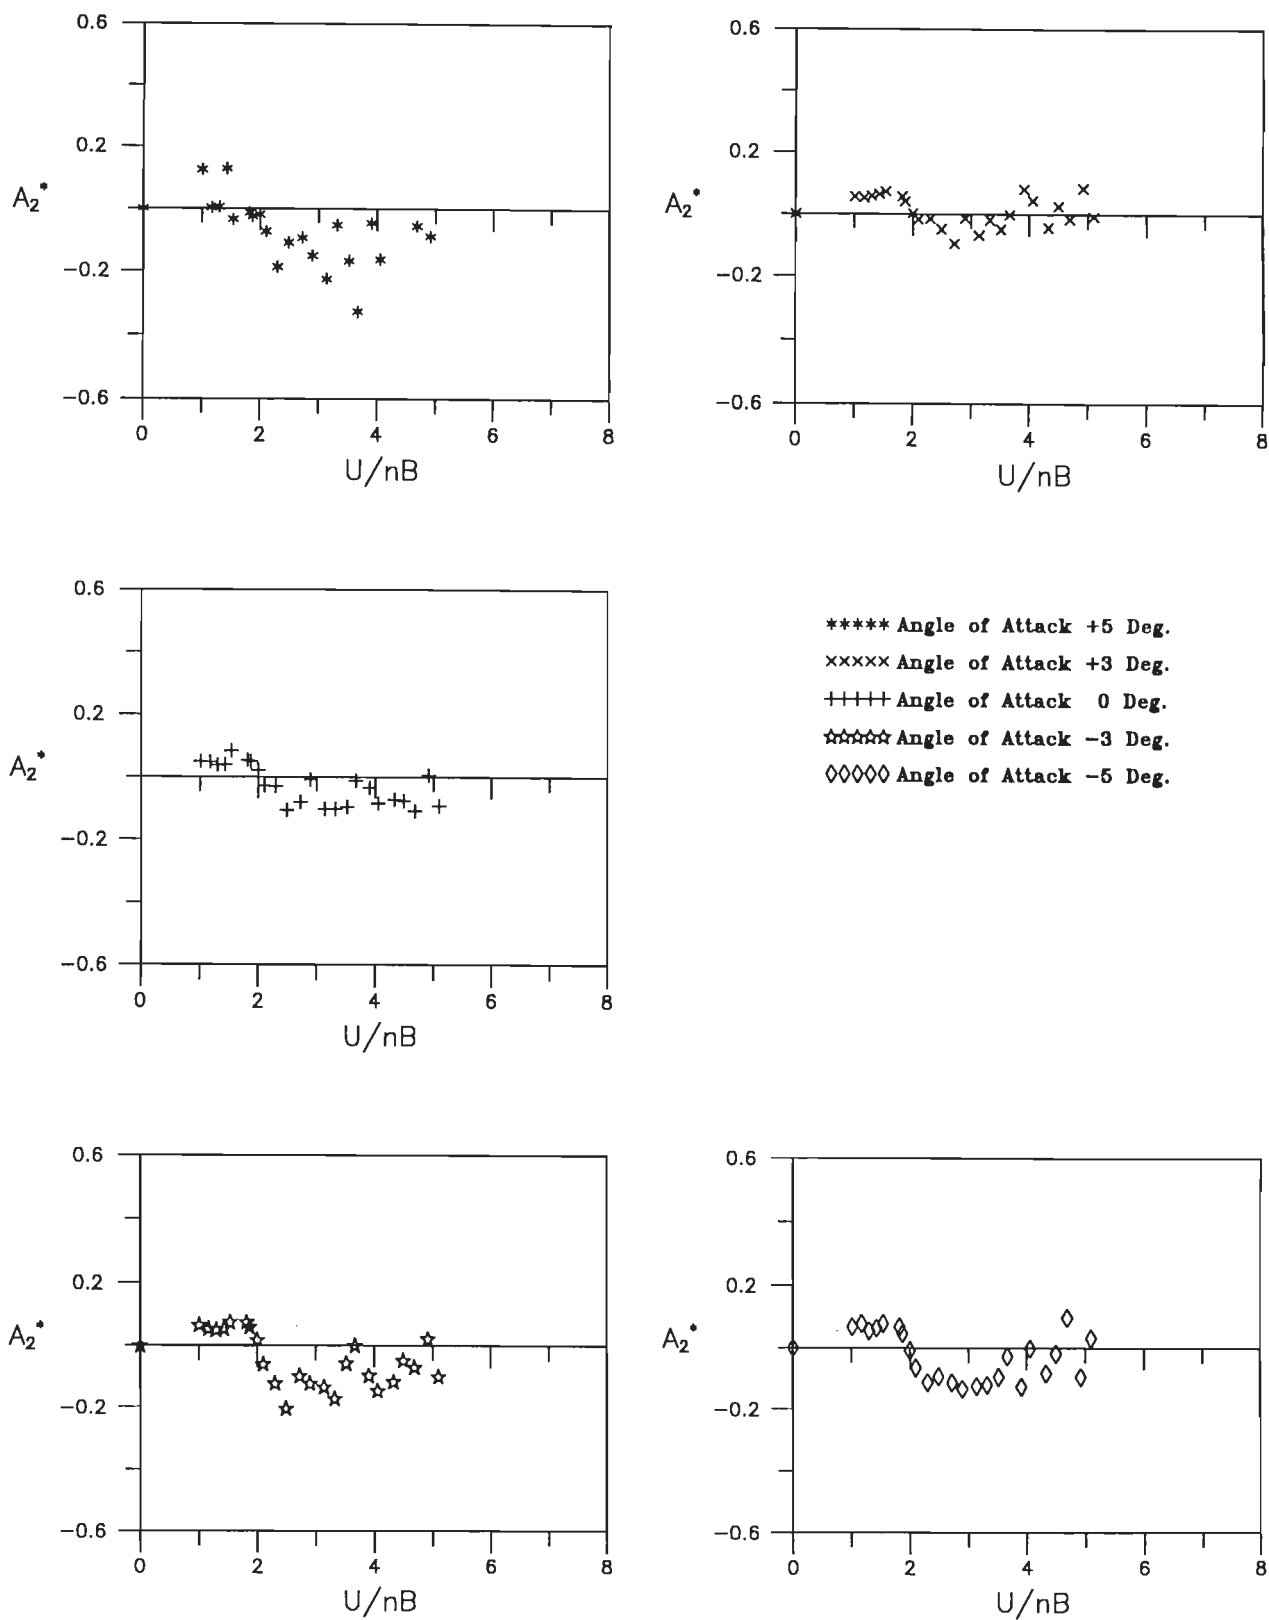 0.6
0.2
A₂*
−0.2
−0.6
0 2 4 6 8
U/nB
0.6
0.2
A₂*
−0.2
−0.6
0 2 4 6 8
U/nB
0.6
0.2
A₂*
−0.2
−0.6
0 2 4 6 8
U/nB
***** Angle of Attack +5 Deg.
××××× Angle of Attack +3 Deg.
+++++ Angle of Attack 0 Deg.
☆☆☆☆☆ Angle of Attack −3 Deg.
◊◊◊◊◊ Angle of Attack −5 Deg.
0.6
0.2
A₂*
−0.2
−0.6
0 2 4 6 8
U/nB
0.6
0.2
A₂*
−0.2
−0.6
0 2 4 6 8
U/nB